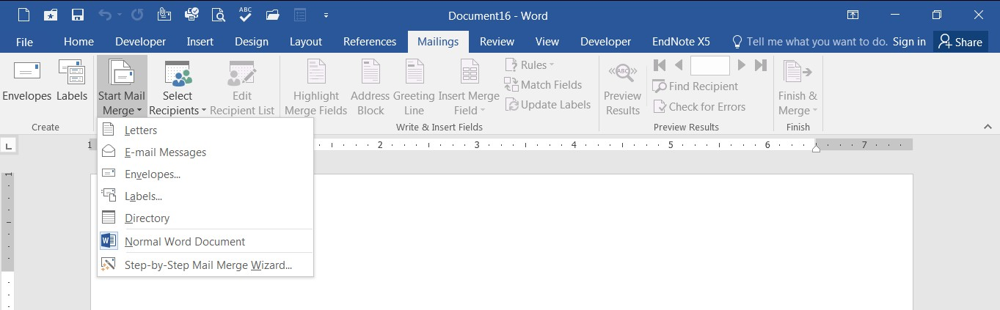 Document16 - Word
File Home Developer Insert Design Layout References Mailings Review View Developer EndNote X5 Tell me what you want to do. Sign in Share
Envelopes Labels
Create
Start Mail
Merge
Select
Recipients
Edit
Recipient List
Highlight
Merge Fields
Address
Block
Greeting
Line
Insert Merge
Field
Rules
Match Fields
Update Labels
Write & Insert Fields
ABC
Preview
Results
Find Recipient
Check for Errors
Preview Results
Finish &
Merge
Finish
Letters
E-mail Messages
Envelopes...
Labels...
Directory
Normal Word Document
Step-by-Step Mail Merge Wizard...
1 2 3 4 5 6 7
1
ABC